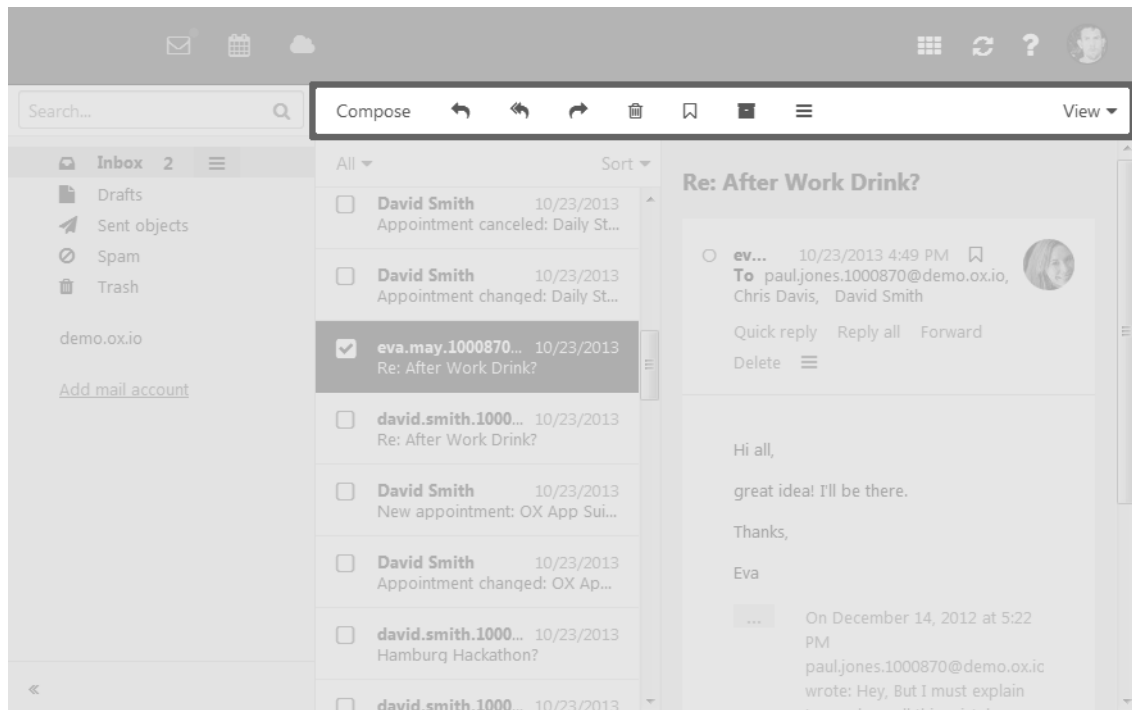 Search...
Compose
View
Inbox 2
Drafts
Sent objects
Spam
Trash
demo.ox.io
Add mail account
All Sort
David Smith 10/23/2013
Appointment canceled: Daily St...
David Smith 10/23/2013
Appointment changed: Daily St...
eva.may.1000870... 10/23/2013
Re: After Work Drink?
david.smith.1000... 10/23/2013
Re: After Work Drink?
David Smith 10/23/2013
New appointment: OX App Sui...
David Smith 10/23/2013
Appointment changed: OX Ap...
david.smith.1000... 10/23/2013
Hamburg Hackathon?
david.smith.1000... 10/23/2013
Re: After Work Drink?
ev... 10/23/2013 4:49 PM
To paul.jones.1000870@demo.ox.io,
Chris Davis, David Smith
Quick reply Reply all Forward
Delete
Hi all,
great idea! I'll be there.
Thanks,
Eva
...
On December 14, 2012 at 5:22
PM
paul.jones.1000870@demo.ox.ic
wrote: Hey, But I must explain